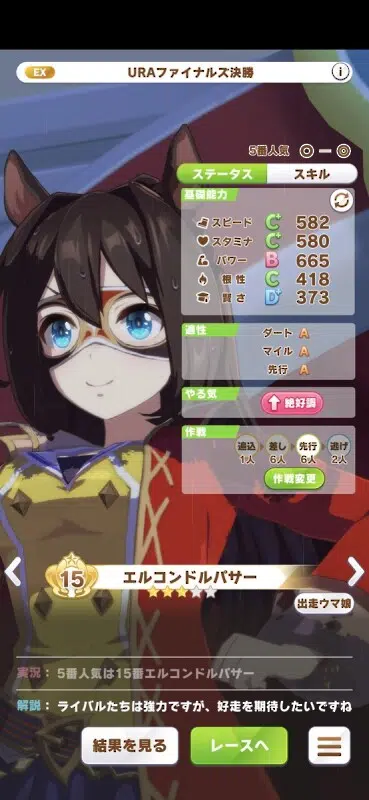 EX
URAファイナルズ決勝
5番人気 ◎ ー ◎
ステータス スキル
基礎能力
スピード C+ 582
スタミナ C+ 580
パワー B 665
根性 C 418
賢さ D+ 373
適性
ダート A
マイル A
先行 A
やる気
絶好調
作戦
追込 差し 先行 逃げ
1人 6人 6人 2人
作戦変更
15 エルコンドルパサー
出走ウマ娘
実況： 5番人気は15番エルコンドルパサー
解説： ライバルたちは強力ですが、好走を期待したいですね
結果を見る レースへ